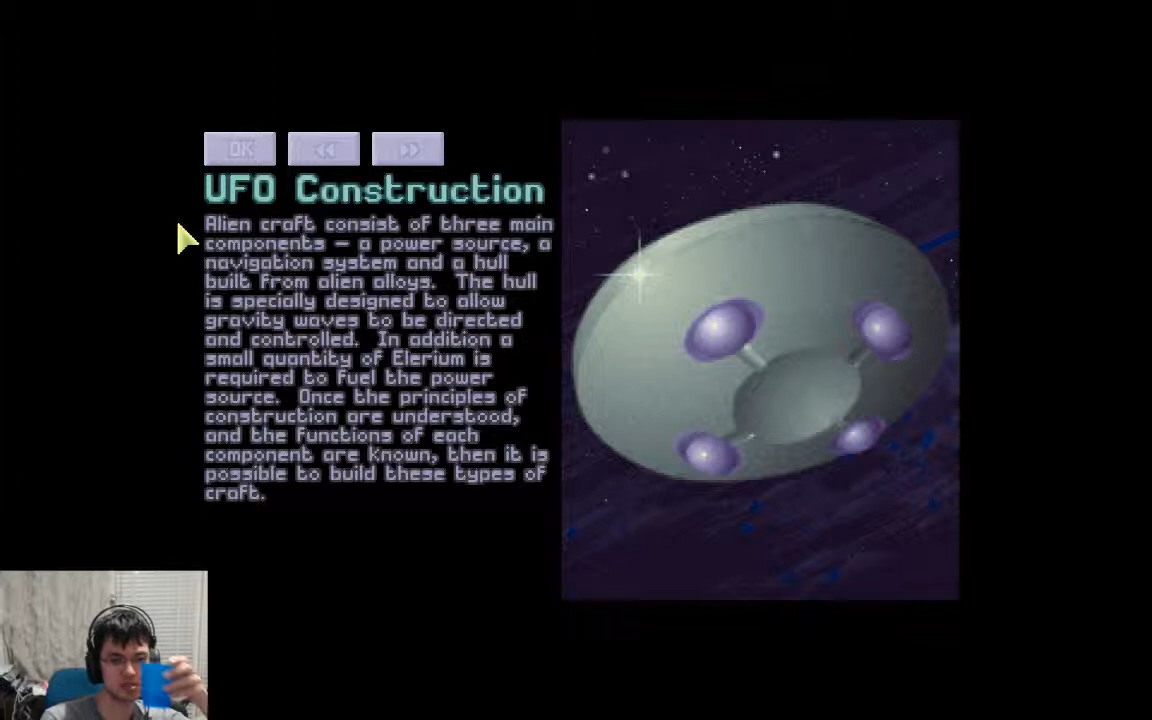 OK
UFO Construction
Alien craft consist of three main
components - a power source, a
navigation system and a hull
built from alien alloys. The hull
is specially designed to allow
gravity waves to be directed
and controlled. In addition a
small quantity of Elerium is
required to fuel the power
source. Once the principles of
construction are understood,
and the functions of each
component are known, then it is
possible to build these types of
craft.